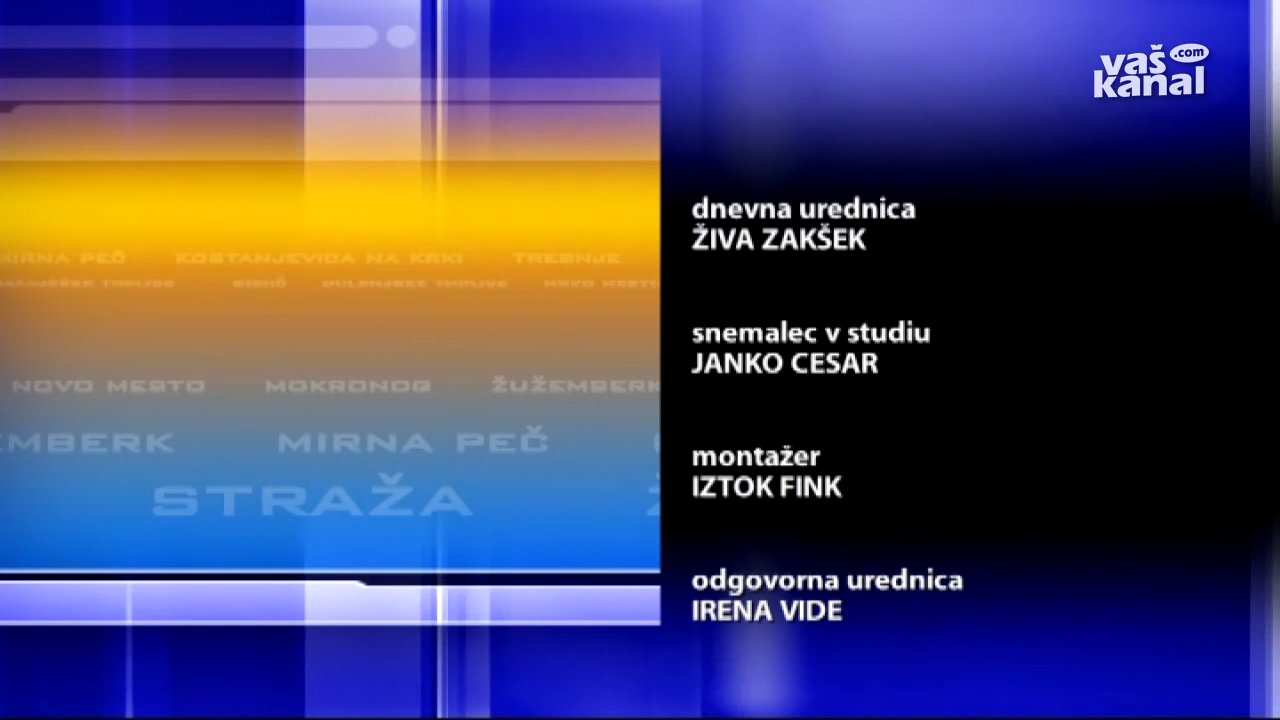 vaš .com
kanal
dnevna urednica
ŽIVA ZAKŠEK
MIRNA PEČ KOSTANJEVICA NA KRKI TREBNJE
snemalec v studiu
JANKO CESAR
NOVO MESTO MOKRONOG ŽUŽEMBERK
EMBERK MIRNA PEČ
montažer
IZTOK FINK
STRAŽA
odgovorna urednica
IRENA VIDE